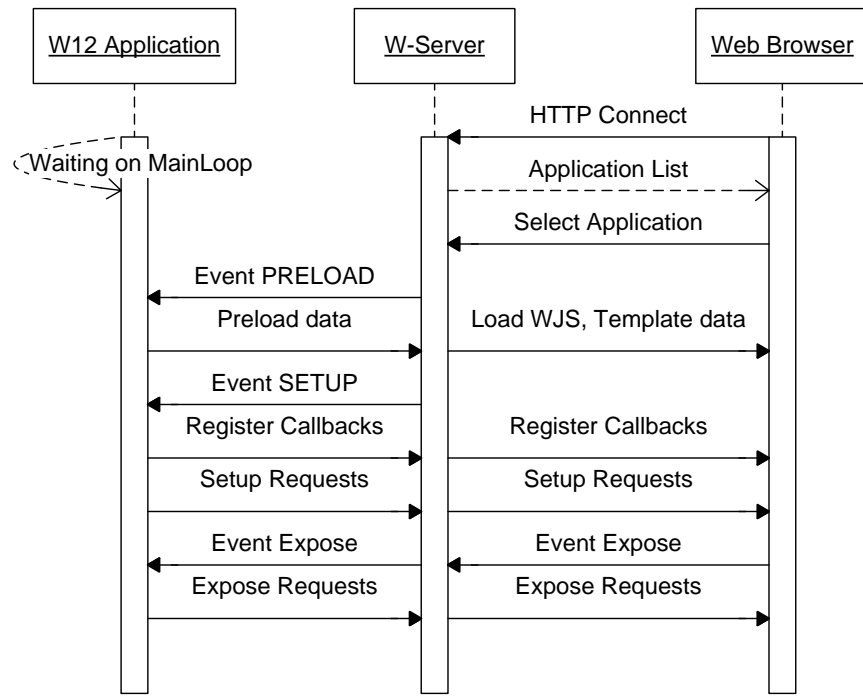 W12 Application
W-Server
Web Browser
HTTP Connect
Waiting on MainLoop
Application List
Select Application
Event PRELOAD
Preload data
Load WJS, Template data
Event SETUP
Register Callbacks
Register Callbacks
Setup Requests
Setup Requests
Event Expose
Event Expose
Expose Requests
Expose Requests